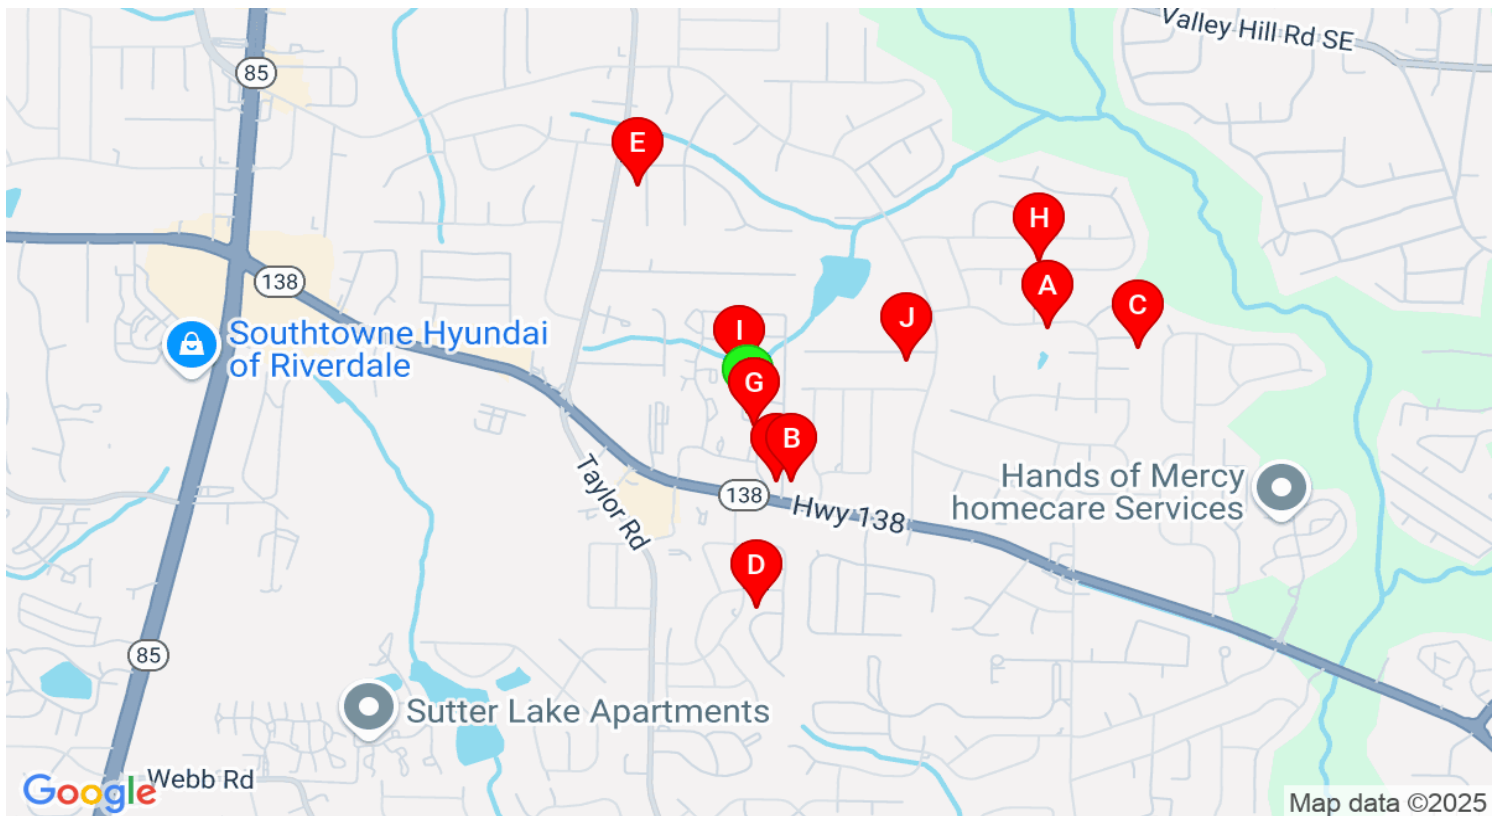 Valley Hill Rd SE
85
E
H
138
A
C
Southtowne Hyundai
of Riverdale
I
J
G
B
Hands of Mercy
homecare Services
Taylor Rd
138
Hwy 138
D
85
Sutter Lake Apartments
Webb Rd
Google
Map data ©2025